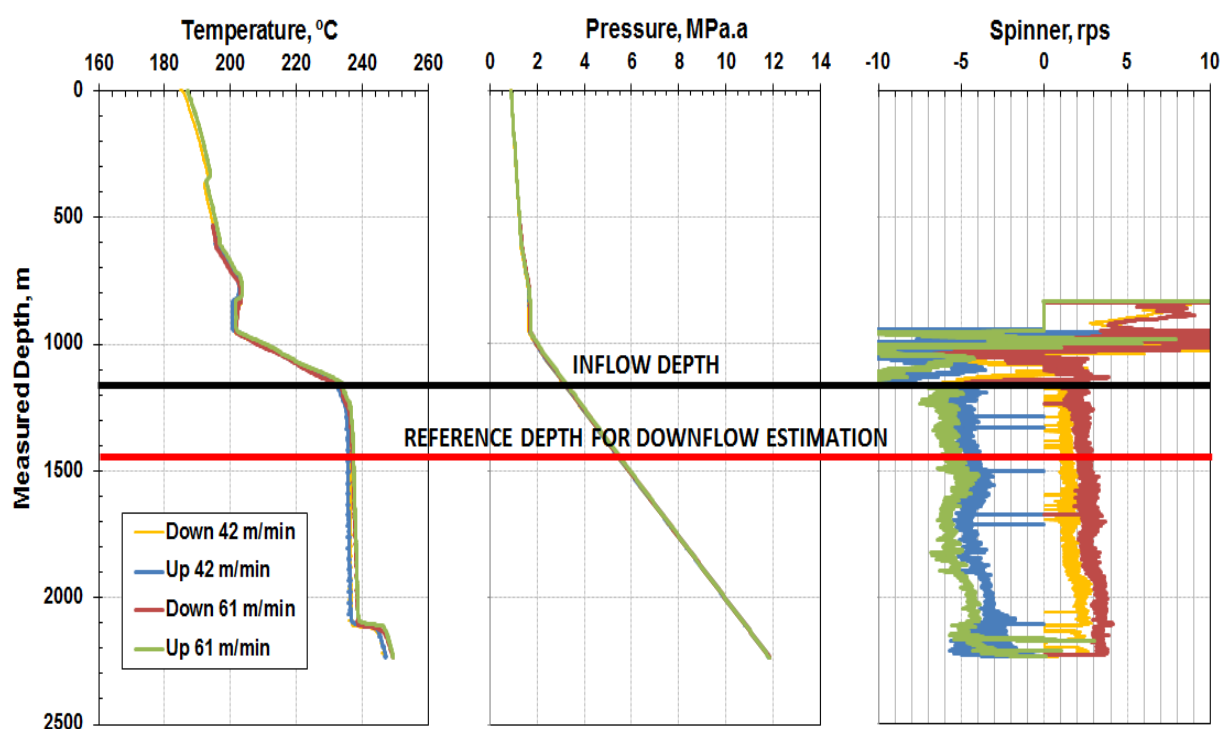 Temperature, ºC
Pressure, MPa.a
Spinner, rps
160 180 200 220 240 260
0 2 4 6 8 10 12 14
-10 -5 0 5 10
0
500
1000
1500
2000
2500
Measured Depth, m
INFLOW DEPTH
REFERENCE DEPTH FOR DOWNFLOW ESTIMATION
Down 42 m/min
Up 42 m/min
Down 61 m/min
Up 61 m/min